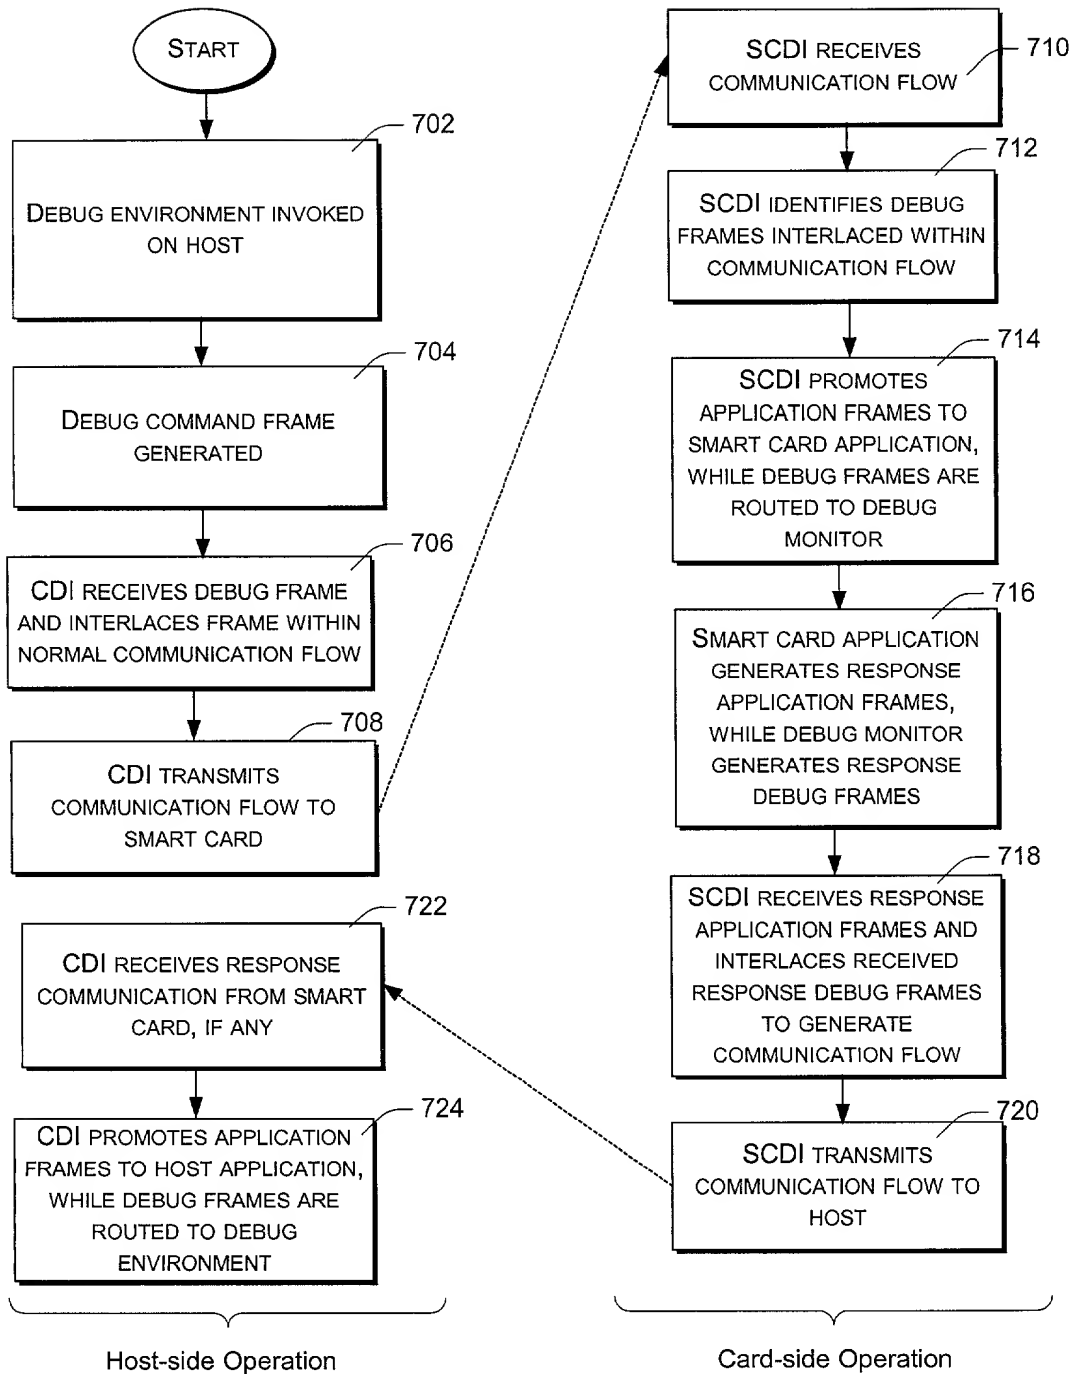 START
702
DEBUG ENVIRONMENT INVOKED
ON HOST
704
DEBUG COMMAND FRAME
GENERATED
706
CDI RECEIVES DEBUG FRAME
AND INTERLACES FRAME WITHIN
NORMAL COMMUNICATION FLOW
708
CDI TRANSMITS
COMMUNICATION FLOW TO
SMART CARD
710
SCDI RECEIVES
COMMUNICATION FLOW
712
SCDI IDENTIFIES DEBUG
FRAMES INTERLACED WITHIN
COMMUNICATION FLOW
714
SCDI PROMOTES
APPLICATION FRAMES TO
SMART CARD APPLICATION,
WHILE DEBUG FRAMES ARE
ROUTED TO DEBUG
MONITOR
716
SMART CARD APPLICATION
GENERATES RESPONSE
APPLICATION FRAMES,
WHILE DEBUG MONITOR
GENERATES RESPONSE
DEBUG FRAMES
718
SCDI RECEIVES RESPONSE
APPLICATION FRAMES AND
INTERLACES RECEIVED
RESPONSE DEBUG FRAMES
TO GENERATE
COMMUNICATION FLOW
720
SCDI TRANSMITS
COMMUNICATION FLOW TO
HOST
722
CDI RECEIVES RESPONSE
COMMUNICATION FROM SMART
CARD, IF ANY
724
CDI PROMOTES APPLICATION
FRAMES TO HOST APPLICATION,
WHILE DEBUG FRAMES ARE
ROUTED TO DEBUG
ENVIRONMENT
Host-side Operation
Card-side Operation